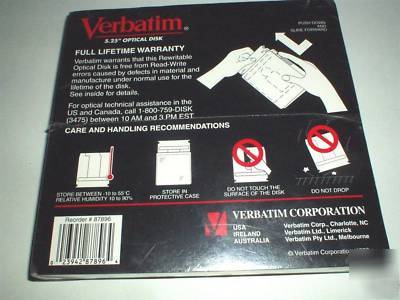 Verbatim®
5.25" OPTICAL DISK
PUSH DOWN
AND
SLIDE FORWARD
FULL LIFETIME WARRANTY
Verbatim warrants that this Rewritable
Optical Disk is free from Read-Write
errors caused by defects in material and
manufacture under normal use for the
lifetime of the disk.
See inside for details.
For optical technical assistance in the
US and Canada, call 1-800-759-DISK
(3475) between 10 AM and 3 PM EST.
CARE AND HANDLING RECOMMENDATIONS
STORE BETWEEN -10 to 55°C
RELATIVE HUMIDITY 10 to 90%
STORE IN
PROTECTIVE CASE
DO NOT TOUCH THE
SURFACE OF THE DISK
DO NOT DROP
Reorder # 87896
0 23942 87896 4
VERBATIM CORPORATION
USA
IRELAND
AUSTRALIA
Verbatim Corp., Charlotte, NC
Verbatim Ltd., Limerick
Verbatim Pty Ltd., Melbourne
© Verbatim Corporation